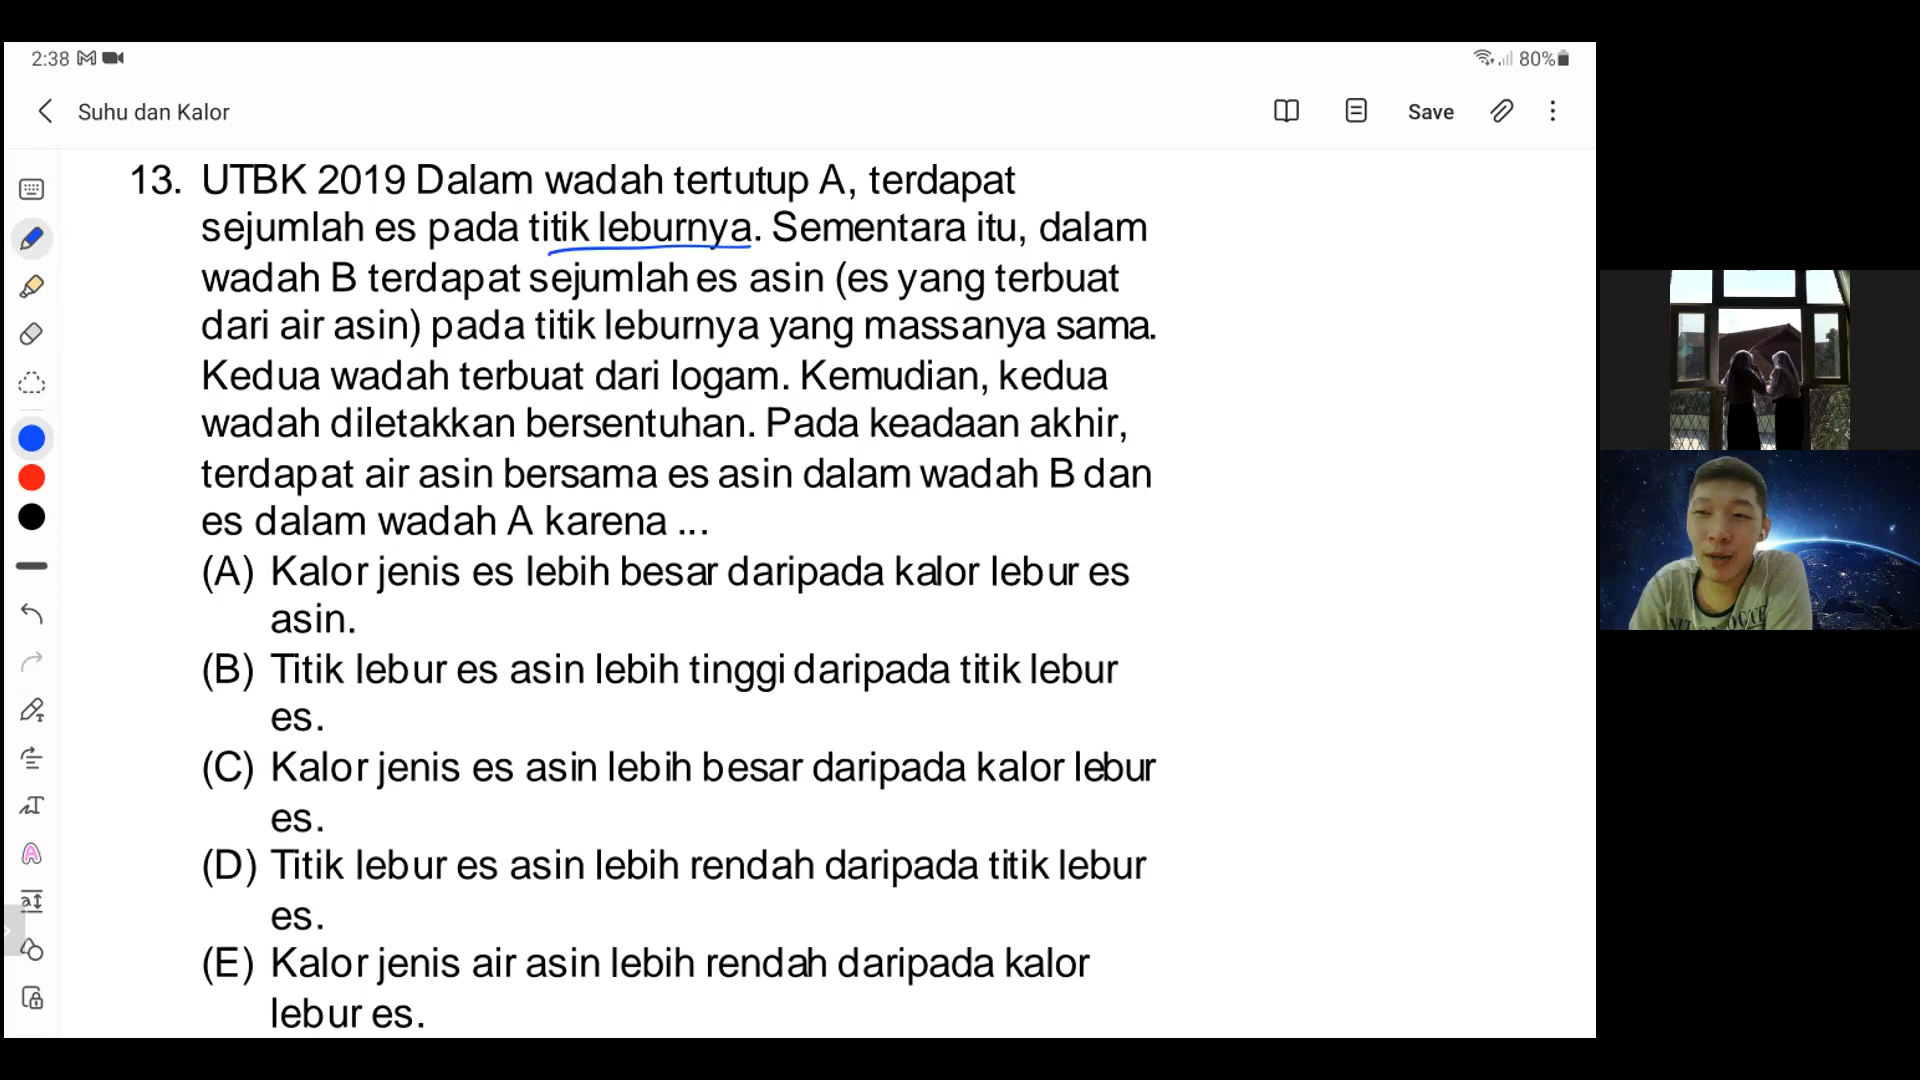 2:38
80%
Suhu dan Kalor
Save
13. UTBK 2019 Dalam wadah tertutup A, terdapat
sejumlah es pada titik leburnya. Sementara itu, dalam
wadah B terdapat sejumlah es asin (es yang terbuat
dari air asin) pada titik leburnya yang massanya sama.
Kedua wadah terbuat dari logam. Kemudian, kedua
wadah diletakkan bersentuhan. Pada keadaan akhir,
terdapat air asin bersama es asin dalam wadah B dan
es dalam wadah A karena ...
(A) Kalor jenis es lebih besar daripada kalor lebur es
asin.
(B) Titik lebur es asin lebih tinggi daripada titik lebur
es.
(C) Kalor jenis es asin lebih besar daripada kalor lebur
es.
(D) Titik lebur es asin lebih rendah daripada titik lebur
es.
(E) Kalor jenis air asin lebih rendah daripada kalor
lebur es.